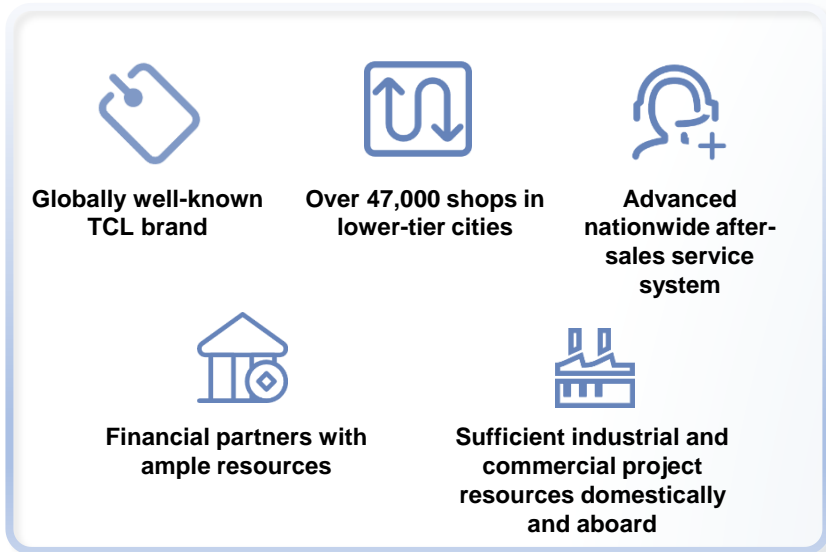 Globally well-known
TCL brand
Over 47,000 shops in
lower-tier cities
Advanced
nationwide after-
sales service
system
Financial partners with
ample resources
Sufficient industrial and
commercial project
resources domestically
and aboard